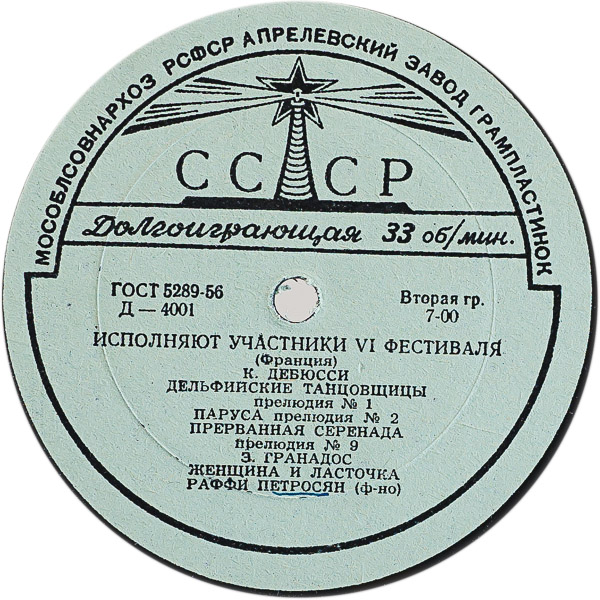 МОСОБЛСОВНАРХОЗ РСФСР АПРЕЛЕВСКИЙ ЗАВОД ГРАМПЛАСТИНОК
СССР
Долгоиграющая 33 об/мин.
ГОСТ 5289-56
Д — 4001
Вторая гр.
7-00
ИСПОЛНЯЮТ УЧАСТНИКИ VI ФЕСТИВАЛЯ
(Франция)
К. ДЕБЮССИ
ДЕЛЬФИЙСКИЕ ТАНЦОВЩИЦЫ
прелюдия № 1
ПАРУСА прелюдия № 2
ПРЕРВАННАЯ СЕРЕНАДА
прелюдия № 9
Э. ГРАНАДОС
ЖЕНЩИНА И ЛАСТОЧКА
РАФФИ ПЕТРОСЯН (ф-но)